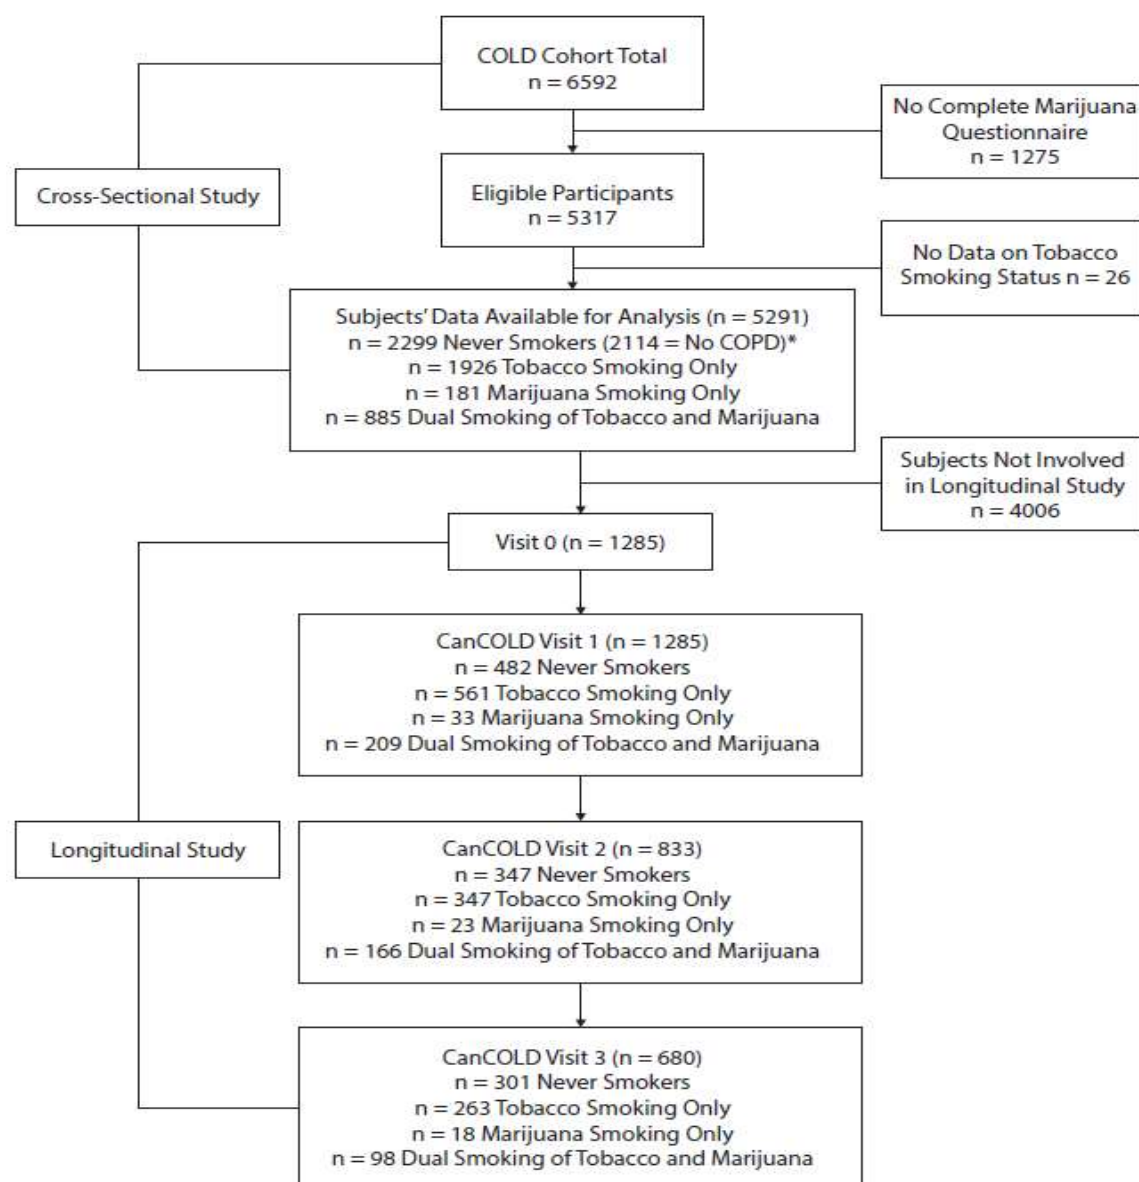 COLD Cohort Total
n = 6592
No Complete Marijuana
Questionnaire
n = 1275
Cross-Sectional Study
Eligible Participants
n = 5317
No Data on Tobacco
Smoking Status n = 26
Subjects' Data Available for Analysis (n = 5291)
n = 2299 Never Smokers (2114 = No COPD)*
n = 1926 Tobacco Smoking Only
n = 181 Marijuana Smoking Only
n = 885 Dual Smoking of Tobacco and Marijuana
Subjects Not Involved
in Longitudinal Study
n = 4006
Visit 0 (n = 1285)
CanCOLD Visit 1 (n = 1285)
n = 482 Never Smokers
n = 561 Tobacco Smoking Only
n = 33 Marijuana Smoking Only
n = 209 Dual Smoking of Tobacco and Marijuana
Longitudinal Study
CanCOLD Visit 2 (n = 833)
n = 347 Never Smokers
n = 347 Tobacco Smoking Only
n = 23 Marijuana Smoking Only
n = 166 Dual Smoking of Tobacco and Marijuana
CanCOLD Visit 3 (n = 680)
n = 301 Never Smokers
n = 263 Tobacco Smoking Only
n = 18 Marijuana Smoking Only
n = 98 Dual Smoking of Tobacco and Marijuana